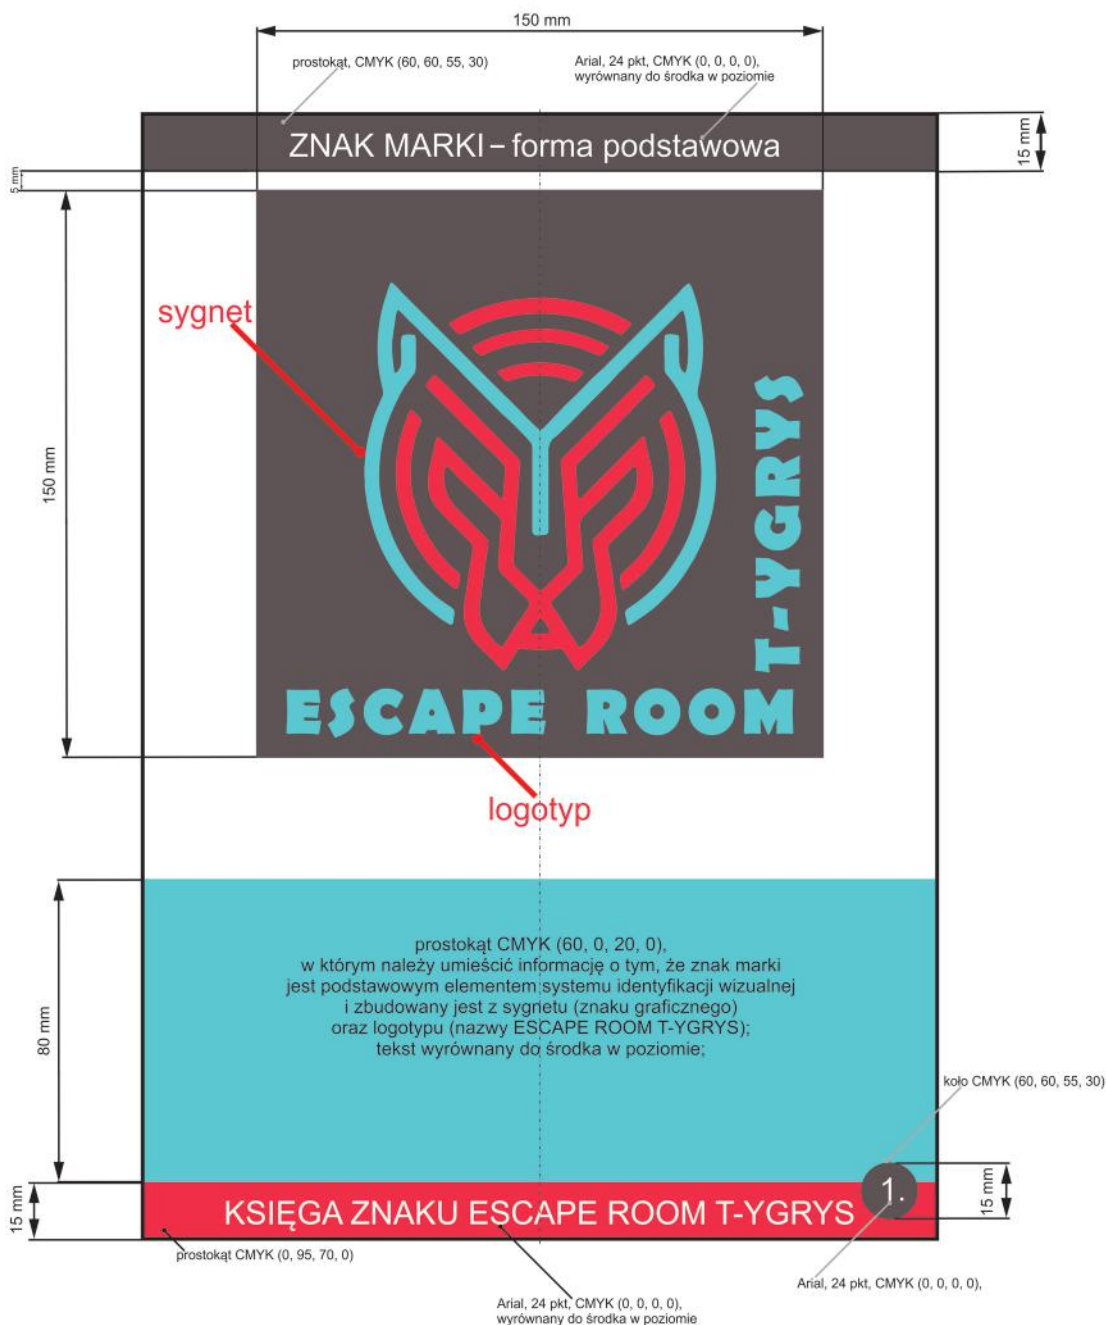 150 mm
prostokąt, CMYK (60, 60, 55, 30)
Arial, 24 pkt, CMYK (0, 0, 0, 0),
wyrównany do środka w poziomie
ZNAK MARKI – forma podstawowa
15 mm
5 mm
sygnet
150 mm
T-YGRYS
ESCAPE ROOM
logotyp
prostokąt CMYK (60, 0, 20, 0),
w którym należy umieścić informację o tym, że znak marki
jest podstawowym elementem systemu identyfikacji wizualnej
i zbudowany jest z sygnetu (znaku graficznego)
oraz logotypu (nazwy ESCAPE ROOM T-YGRYS);
tekst wyrównany do środka w poziomie;
80 mm
koło CMYK (60, 60, 55, 30)
1.
15 mm
15 mm
KSIĘGA ZNAKU ESCAPE ROOM T-YGRYS
prostokąt CMYK (0, 95, 70, 0)
Arial, 24 pkt, CMYK (0, 0, 0, 0),
Arial, 24 pkt, CMYK (0, 0, 0, 0),
wyrównany do środka w poziomie